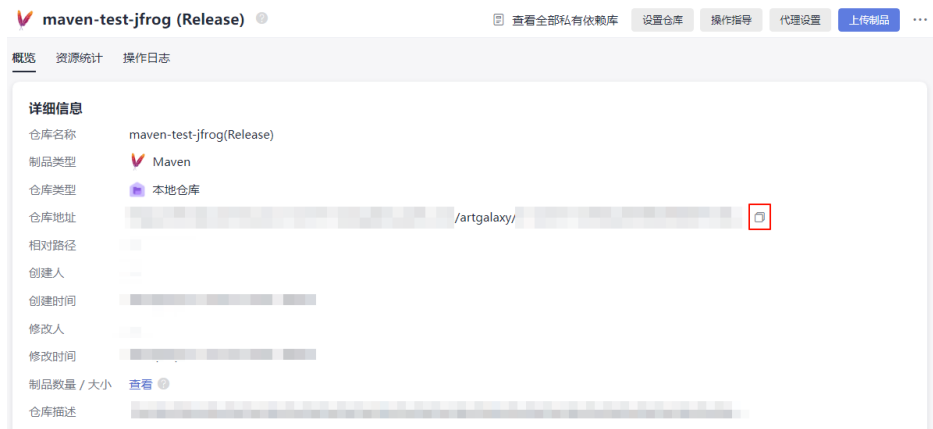 maven-test-jfrog (Release) 查看全部私有依赖库 设置仓库 操作指导 代理设置 上传制品
概览 资源统计 操作日志
详细信息
仓库名称 maven-test-jfrog(Release)
制品类型 Maven
仓库类型 本地仓库
仓库地址 /artgalaxy/
相对路径
创建人
创建时间
修改人
修改时间
制品数量 / 大小 查看
仓库描述